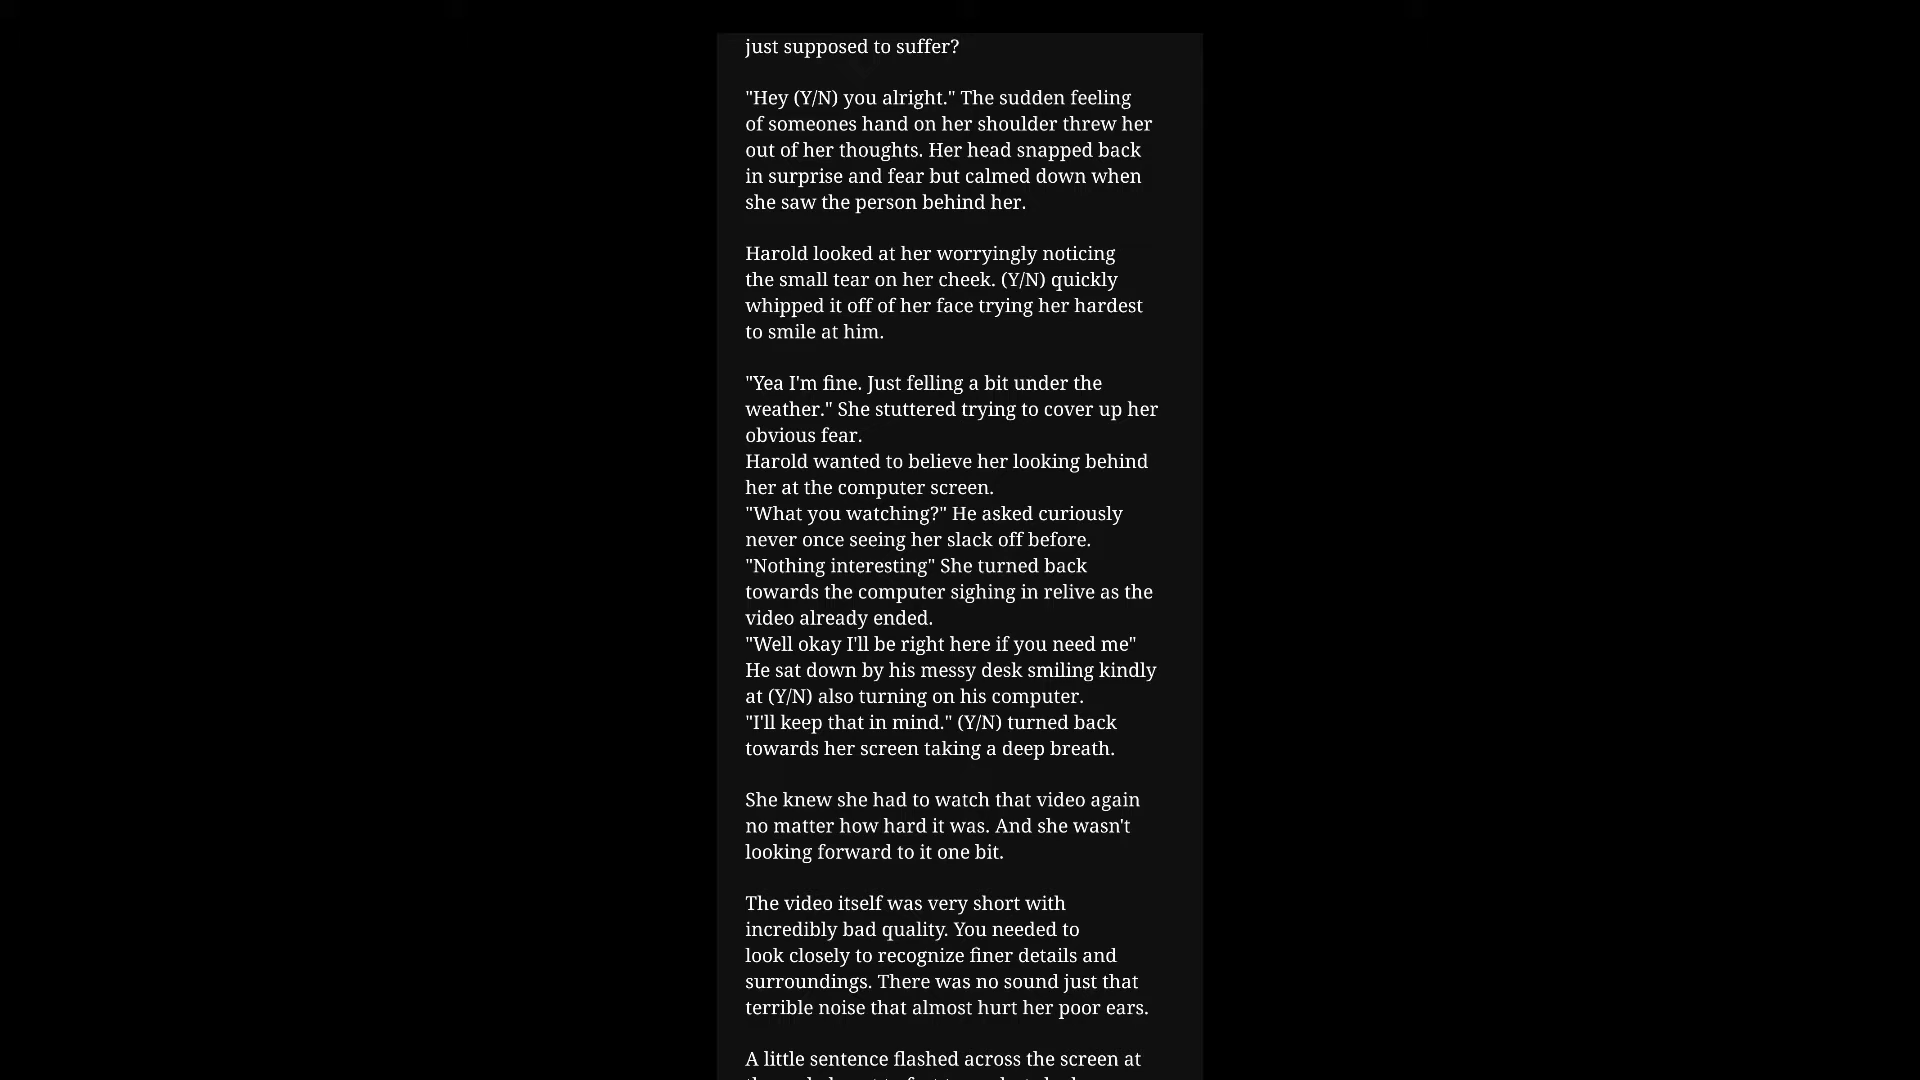 just supposed to suffer?
"Hey (Y/N) you alright." The sudden feeling
of someones hand on her shoulder threw her
out of her thoughts. Her head snapped back
in surprise and fear but calmed down when
she saw the person behind her.
Harold looked at her worryingly noticing
the small tear on her cheek. (Y/N) quickly
whipped it off of her face trying her hardest
to smile at him.
"Yea I'm fine. Just felling a bit under the
weather." She stuttered trying to cover up her
obvious fear.
Harold wanted to believe her looking behind
her at the computer screen.
"What you watching?" He asked curiously
never once seeing her slack off before.
"Nothing interesting" She turned back
towards the computer sighing in relive as the
video already ended.
"Well okay I'll be right here if you need me"
He sat down by his messy desk smiling kindly
at (Y/N) also turning on his computer.
"I'll keep that in mind." (Y/N) turned back
towards her screen taking a deep breath.
She knew she had to watch that video again
no matter how hard it was. And she wasn't
looking forward to it one bit.
The video itself was very short with
incredibly bad quality. You needed to
look closely to recognize finer details and
surroundings. There was no sound just that
terrible noise that almost hurt her poor ears.
A little sentence flashed across the screen at